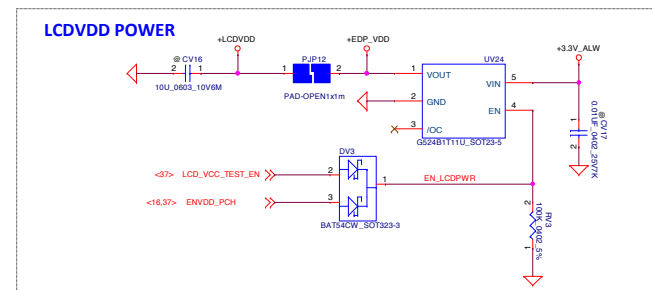 LCDVDD POWER
+LCDVDD
+EDP_VDD
+3.3V_ALW
@ CV16
2 1
10U_0603_10V6M
PJP12
1 2
PAD-OPEN1x1m
UV24
1 VOUT
VIN 5
2 GND
EN 4
3 /OC
G524B1T11U_SOT23-5
1
2
@ CV17
0.01UF_0402_25V7K
DV3
<37> LCD_VCC_TEST_EN
2
1
EN_LCDPWR
<16,37> ENVDD_PCH
3
BAT54CW_SOT323-3
2
1
RV3
100K_0402_5%